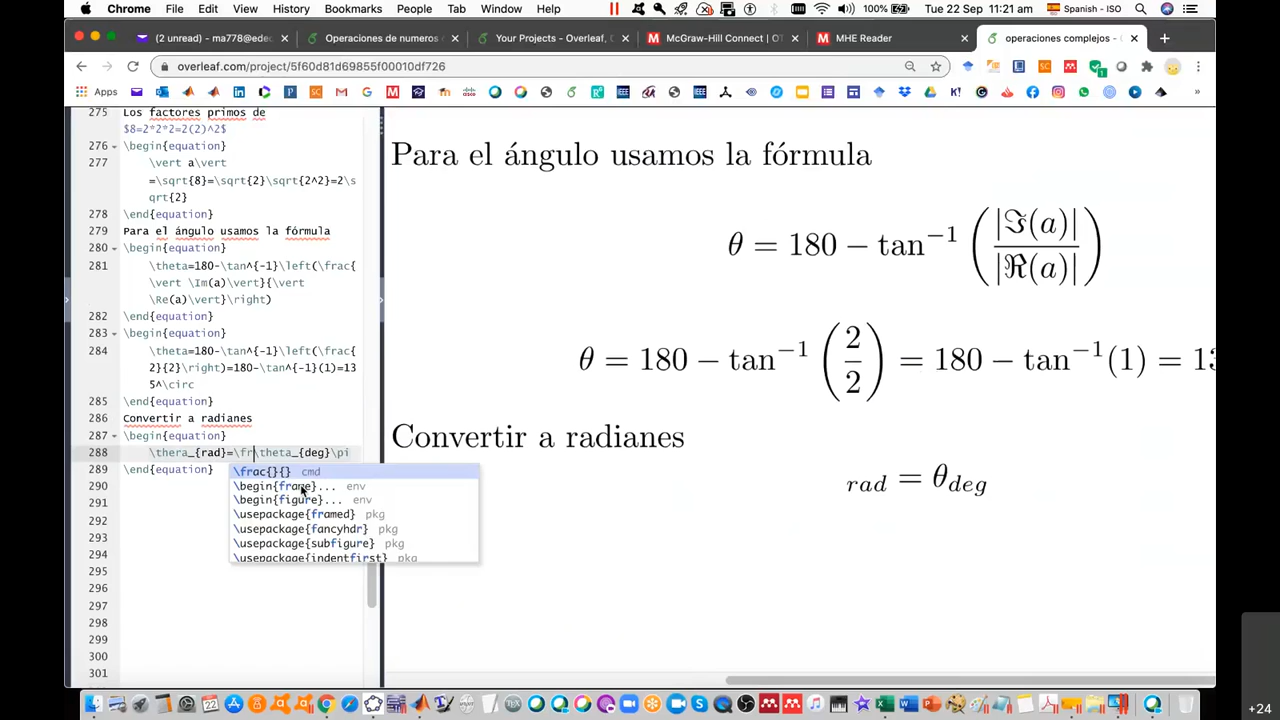 Chrome File Edit View History Bookmarks People Tab Window Help 100% Tue 22 Sep 11:21 am Spanish - ISO
(2 unread) - ma778@ede
Operaciones de numeros
Your Projects - Overleaf,
McGraw-Hill Connect | OT
MHE Reader
operaciones complejos -
overleaf.com/project/5f60d81d69855f00010df726
Apps
275 Los factores primos de
$8=2*2*2=2(2)^2$
276 \begin{equation}
277 \vert a\vert
=\sqrt{8}=\sqrt{2}\sqrt{2^2}=2\s
qrt{2}
278 \end{equation}
279 Para el ángulo usamos la fórmula
280 \begin{equation}
281 \theta=180-\tan^{-1}\left(\frac{
\vert \Im(a)\vert}{\vert
\Re(a)\vert}\right)
282 \end{equation}
283 \begin{equation}
284 \theta=180-\tan^{-1}\left(\frac{
2}{2}\right)=180-\tan^{-1}(1)=13
5^\circ
285 \end{equation}
286 Convertir a radianes
287 \begin{equation}
288 \thera_{rad}=\fr\theta_{deg}\pi
289 \end{equation}
290
291
292
293
294
295
296
297
298
299
300
301
\frac{}{} cmd
\begin{frame}... env
\begin{figure}... env
\usepackage{framed} pkg
\usepackage{fancyhdr} pkg
\usepackage{subfigure} pkg
\usepackage{indentfirst} pkg
Para el ángulo usamos la fórmula
θ = 180 − tan⁻¹ (|ℑ(a)| / |ℜ(a)|)
θ = 180 − tan⁻¹ (2/2) = 180 − tan⁻¹(1) = 13
Convertir a radianes
rad = θdeg
+24